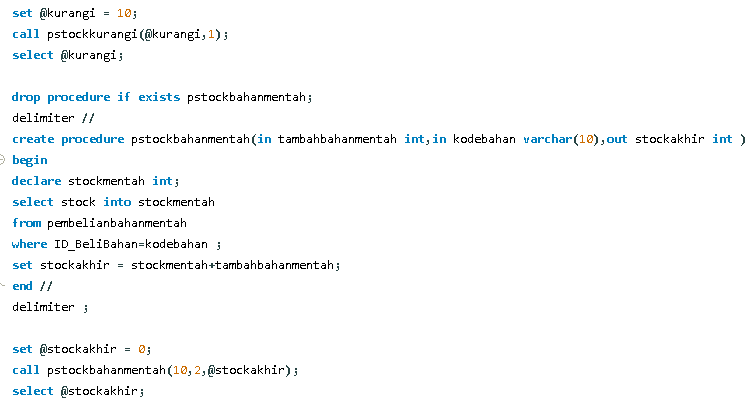 set @kurangi = 10;
call pstockkurangi(@kurangi,1);
select @kurangi;
drop procedure if exists pstockbahanmentah;
delimiter //
create procedure pstockbahanmentah(in tambahbahanmentah int,in kodebahan varchar(10),out stockakhir int )
begin
declare stockmentah int;
select stock into stockmentah
from pembelianbahanmentah
where ID_BeliBahan=kodebahan ;
set stockakhir = stockmentah+tambahbahanmentah;
end //
delimiter ;
set @stockakhir = 0;
call pstockbahanmentah(10,2,@stockakhir);
select @stockakhir;